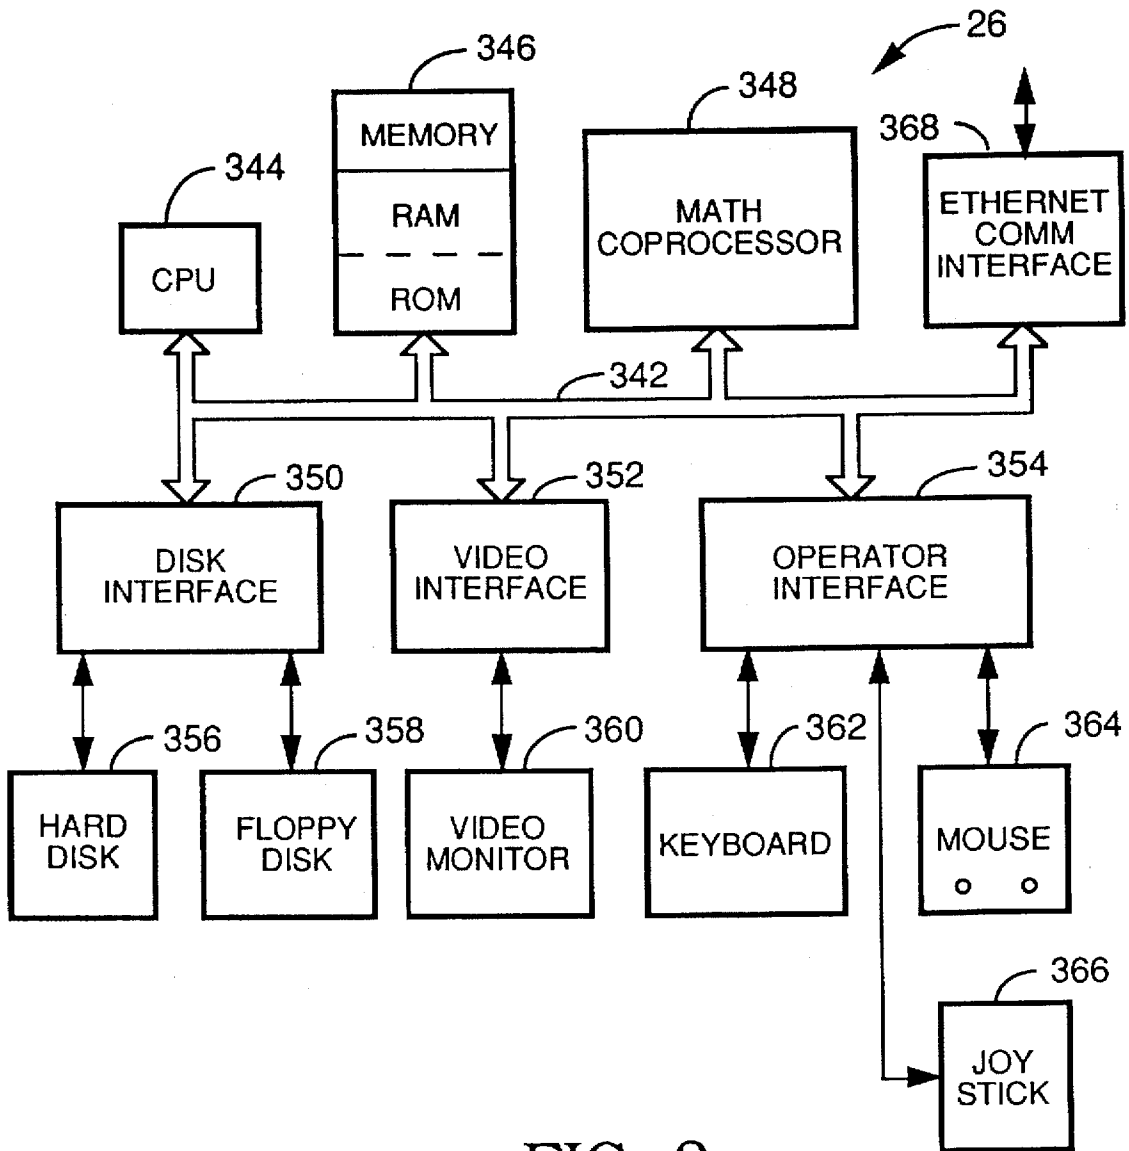 26
346
348
368
344
MEMORY
RAM
ROM
MATH
COPROCESSOR
ETHERNET
COMM
INTERFACE
CPU
342
350
352
354
DISK
INTERFACE
VIDEO
INTERFACE
OPERATOR
INTERFACE
356
358
360
362
364
HARD
DISK
FLOPPY
DISK
VIDEO
MONITOR
KEYBOARD
MOUSE
366
JOY
STICK